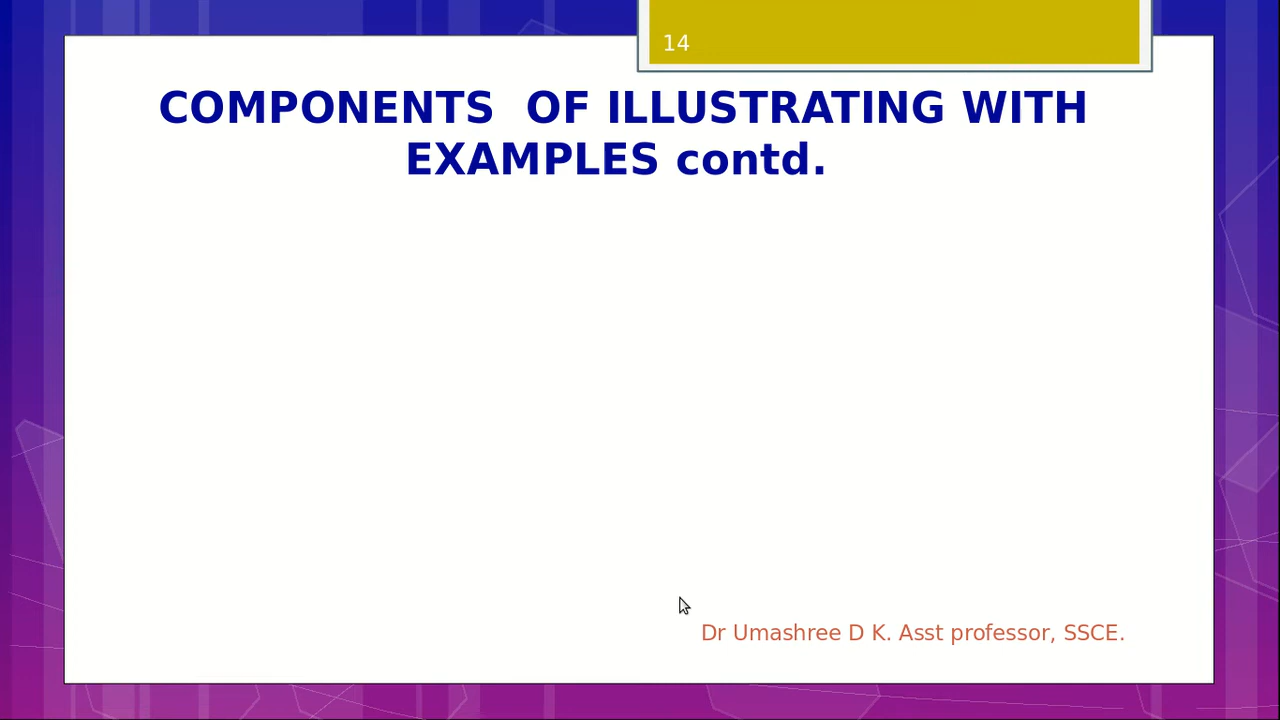 14
COMPONENTS  OF ILLUSTRATING WITH
EXAMPLES contd.
Dr Umashree D K. Asst professor, SSCE.